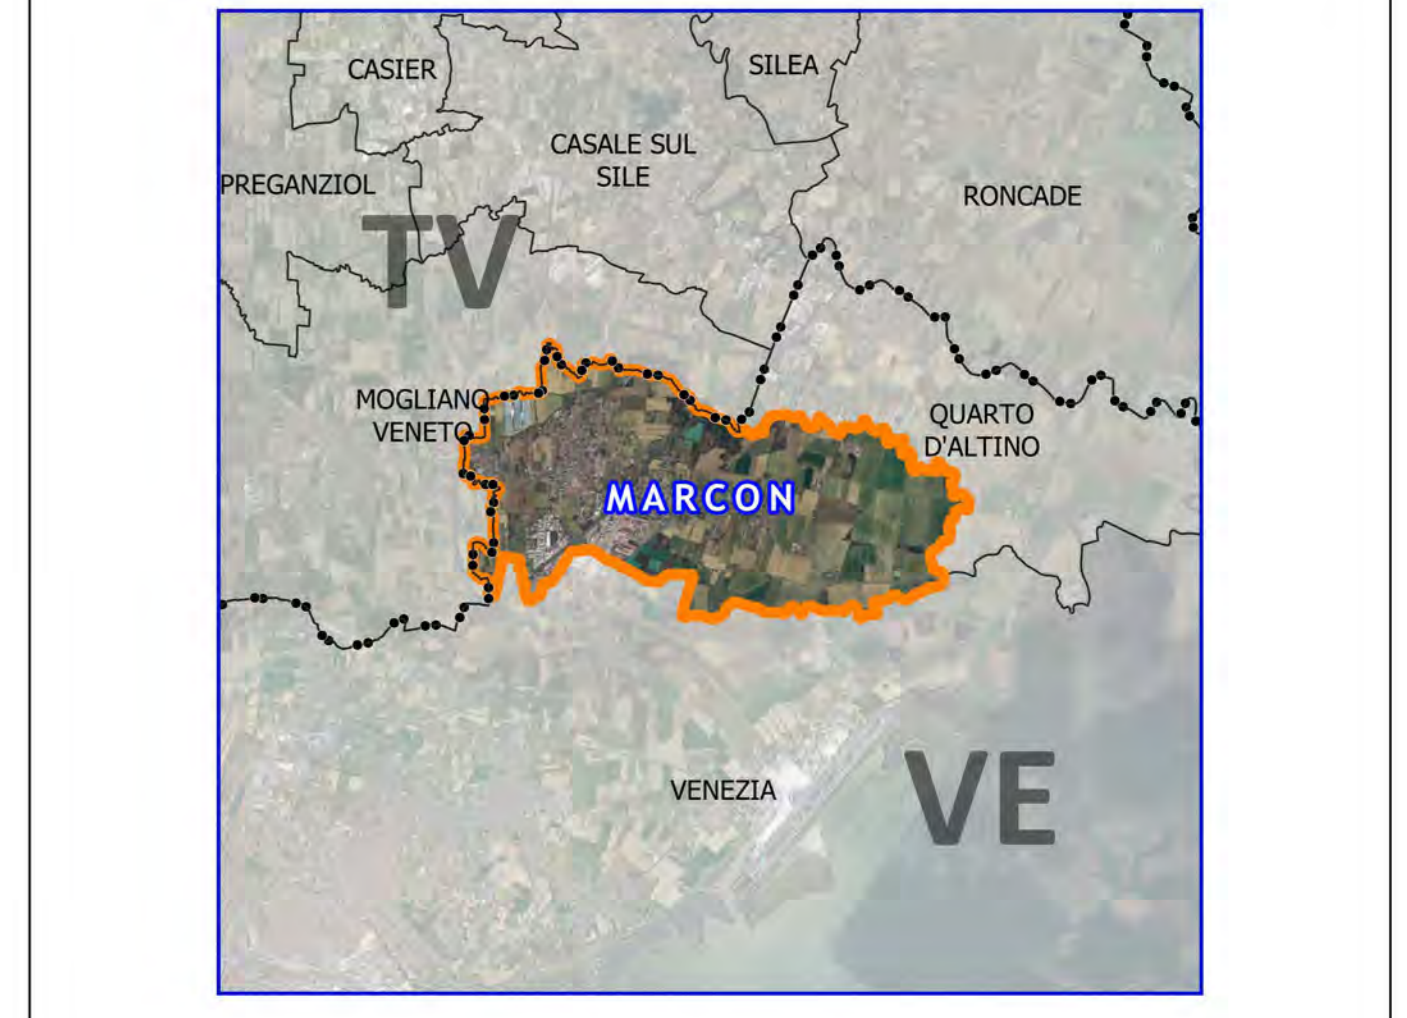 CASIER
SILEA
CASALE SUL
SILE
PREGANZIOL
RONCADE
TV
MOGLIANO
VENETO
QUARTO
D'ALTINO
MARCON
VENEZIA
VE